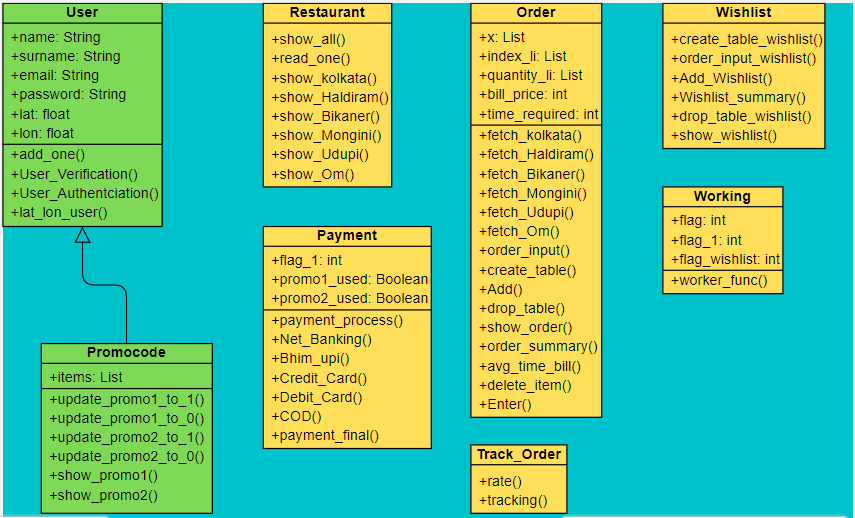 User
+name: String
+surname: String
+email: String
+password: String
+lat: float
+lon: float
+add_one()
+User_Verification()
+User_Authentciation()
+lat_lon_user()
Promocode
+items: List
+update_promo1_to_1()
+update_promo1_to_0()
+update_promo2_to_1()
+update_promo2_to_0()
+show_promo1()
+show_promo2()
Restaurant
+show_all()
+read_one()
+show_kolkata()
+show_Haldiram()
+show_Bikaner()
+show_Mongini()
+show_Udupi()
+show_Om()
Payment
+flag_1: int
+promo1_used: Boolean
+promo2_used: Boolean
+payment_process()
+Net_Banking()
+Bhim_upi()
+Credit_Card()
+Debit_Card()
+COD()
+payment_final()
Order
+x: List
+index_li: List
+quantity_li: List
+bill_price: int
+time_required: int
+fetch_kolkata()
+fetch_Haldiram()
+fetch_Bikaner()
+fetch_Mongini()
+fetch_Udupi()
+fetch_Om()
+order_input()
+create_table()
+Add()
+drop_table()
+show_order()
+order_summary()
+avg_time_bill()
+delete_item()
+Enter()
Track_Order
+rate()
+tracking()
Wishlist
+create_table_wishlist()
+order_input_wishlist()
+Add_Wishlist()
+Wishlist_summary()
+drop_table_wishlist()
+show_wishlist()
Working
+flag: int
+flag_1: int
+flag_wishlist: int
+worker_func()